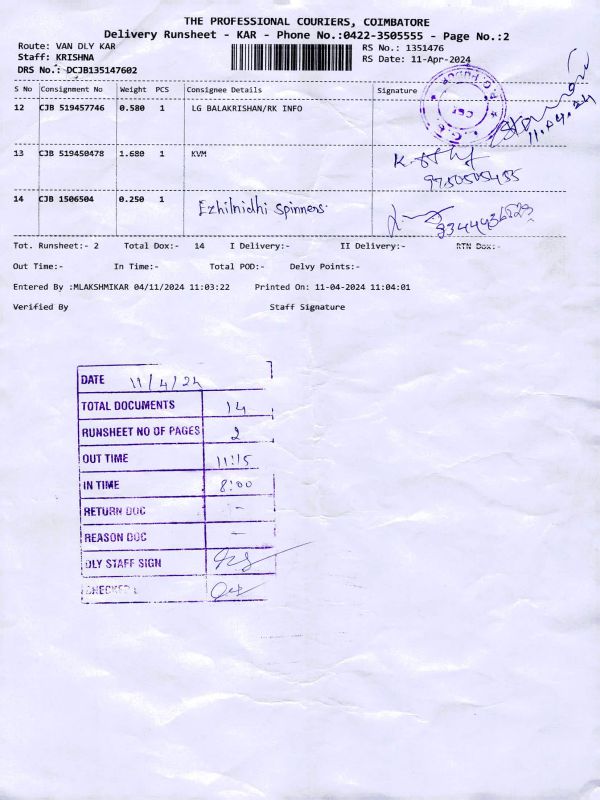 THE PROFESSIONAL COURIERS, COIMBATORE
Delivery Runsheet - KAR - Phone No.:0422-3505555 - Page No.:2
Route: VAN DLY KAR
RS No.: 1351476
Staff: KRISHNA
RS Date: 11-Apr-2024
DRS No.: DCJB135147602
S No Consignment No Weight PCS Consignee Details Signature
12 CJB 519457746 0.580 1 LG BALAKRISHAN/RK INFO
11.04.24
13 CJB 519450478 1.680 1 KVM
14 CJB 1506504 0.250 1 Ezhilnidhi Spinners.
Tot. Runsheet:- 2 Total Dox:- 14 I Delivery:- II Delivery:- RTN Dox:-
Out Time:- In Time:- Total POD:- Delvy Points:-
Entered By :MLAKSHMIKAR 04/11/2024 11:03:22 Printed On: 11-04-2024 11:04:01
Verified By Staff Signature
DATE 11/4/24
TOTAL DOCUMENTS 14
RUNSHEET NO OF PAGES 2
OUT TIME 11:15
IN TIME 8:00
RETURN DOC -
REASON DOC -
DLY STAFF SIGN
CHECKED